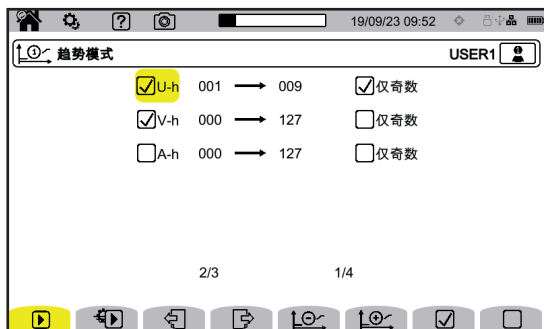 ? 19/09/23 09:52
1 趋势模式 USER1
U-h 001 → 009 仅奇数
V-h 000 → 127 仅奇数
A-h 000 → 127 仅奇数
2/3 1/4